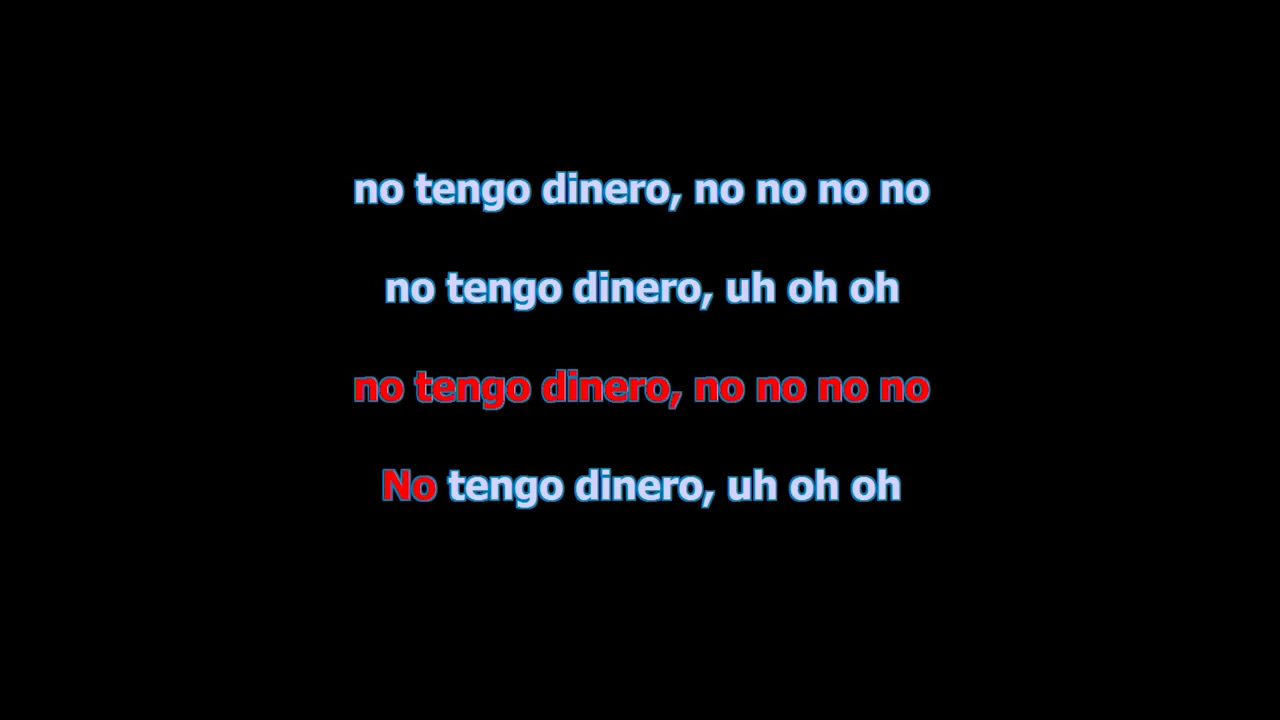 no tengo dinero, no no no no
no tengo dinero, uh oh oh
no tengo dinero, no no no no
No tengo dinero, uh oh oh